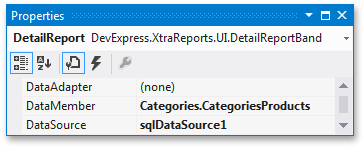 Properties
DetailReport DevExpress.XtraReports.UI.DetailReportBand
DataAdapter (none)
DataMember Categories.CategoriesProducts
DataSource sqlDataSource1